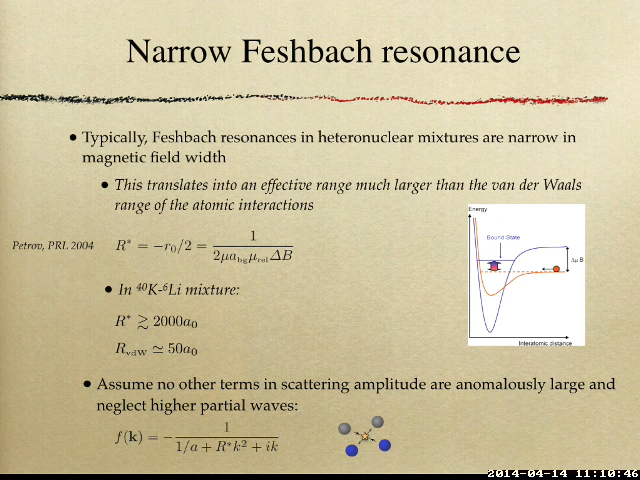 Narrow Feshbach resonance
• Typically, Feshbach resonances in heteronuclear mixtures are narrow in
magnetic field width
• This translates into an effective range much larger than the van der Waals
range of the atomic interactions
Petrov, PRL 2004
R* = −r₀/2 = 1 / (2μa_bg μ_rel ΔB)
• In ⁴⁰K-⁶Li mixture:
R* ≳ 2000a₀
R_vdW ≃ 50a₀
Energy
Bound State
Δμ B
Interatomic distance
• Assume no other terms in scattering amplitude are anomalously large and
neglect higher partial waves:
f(k) = − 1 / (1/a + R*k² + ik)
2014-04-14 11:10:46